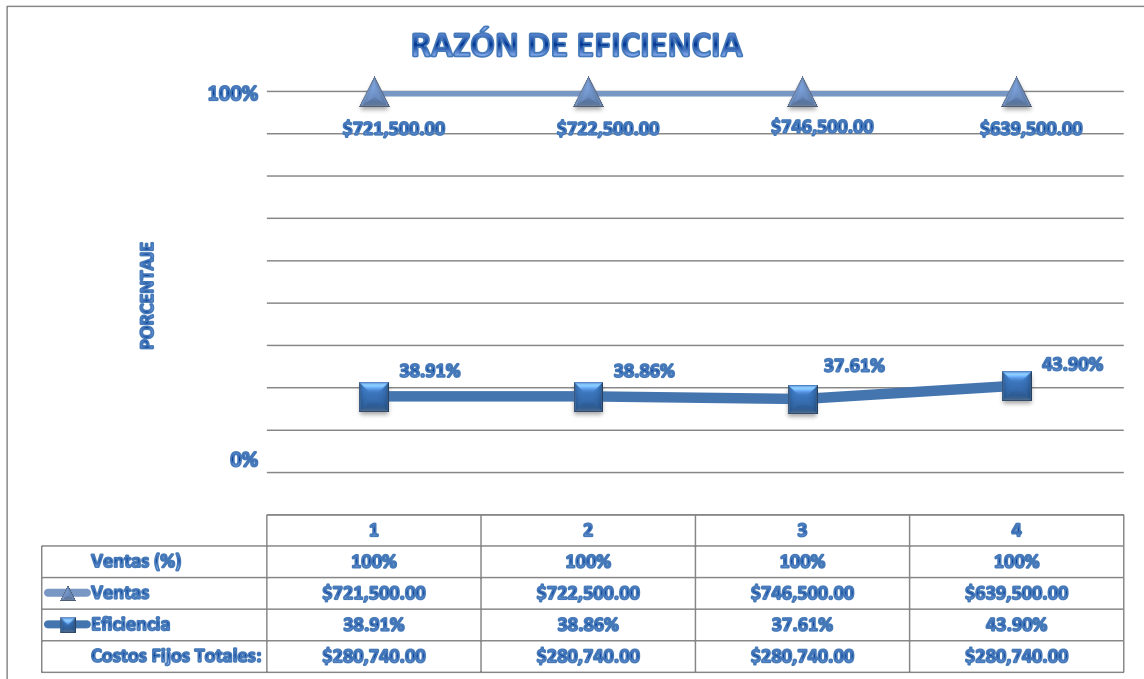 RAZÓN DE EFICIENCIA
100%
$721,500.00 $722,500.00 $746,500.00 $639,500.00
PORCENTAJE
38.91% 38.86% 37.61% 43.90%
0%
1 2 3 4
Ventas (%) 100% 100% 100% 100%
Ventas $721,500.00 $722,500.00 $746,500.00 $639,500.00
Eficiencia 38.91% 38.86% 37.61% 43.90%
Costos Fijos Totales: $280,740.00 $280,740.00 $280,740.00 $280,740.00